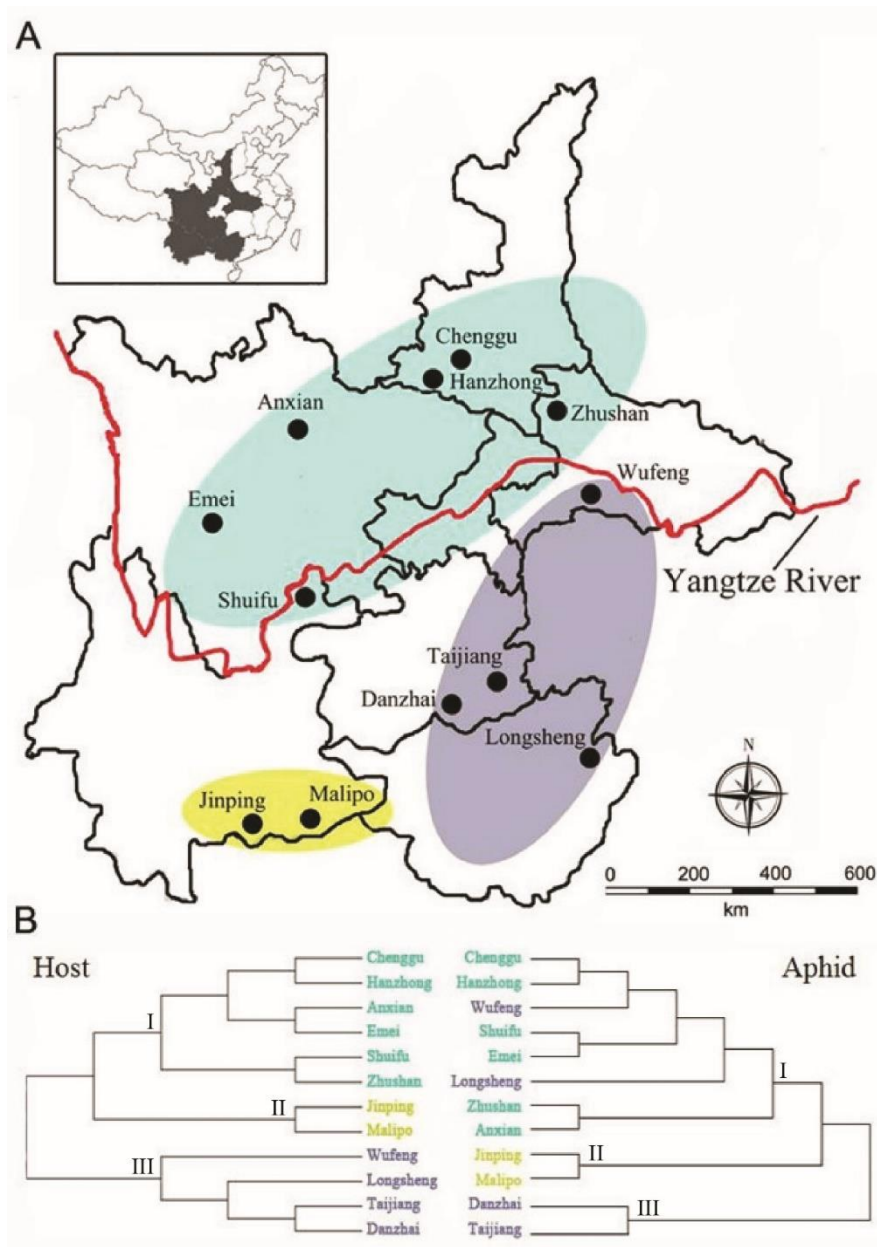 A
Chenggu
Hanzhong
Anxian
Zhushan
Emei
Wufeng
Shuifu
Yangtze River
Taijiang
Danzhai
Longsheng
Jinping
Malipo
N
0 200 400 600
km
B
Host
Aphid
Chenggu Chenggu
Hanzhong Hanzhong
Anxian Wufeng
I
Emei Shuifu
Shuifu Emei
Zhushan Longsheng
I
Jinping Zhushan
II
Malipo Anxian
Wufeng Jinping
III II
Longsheng Malipo
Taijiang Danzhai
III
Danzhai Taijiang